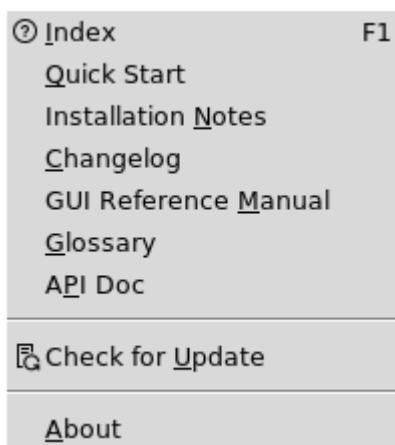 Index F1
Quick Start
Installation Notes
Changelog
GUI Reference Manual
Glossary
API Doc
Check for Update
About